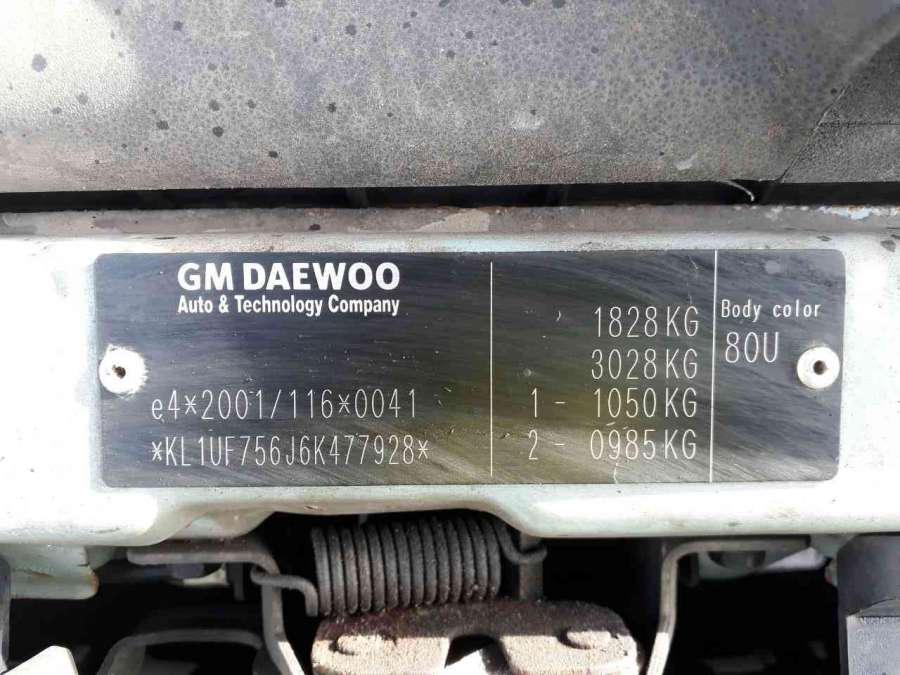 GM DAEWOO
Auto & Technology Company
e4*2001/116*0041
*KL1UF756J6K477928*
1828KG
3028KG
1 - 1050KG
2 - 0985KG
Body color
80U